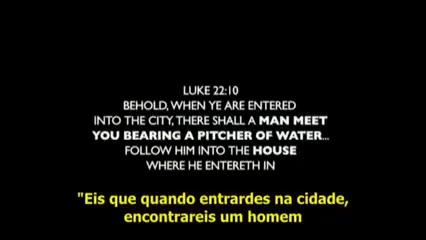 LUKE 22:10
BEHOLD, WHEN YE ARE ENTERED
INTO THE CITY, THERE SHALL A MAN MEET
YOU BEARING A PITCHER OF WATER...
FOLLOW HIM INTO THE HOUSE
WHERE HE ENTERETH IN
"Eis que quando entrardes na cidade,
encontrareis um homem